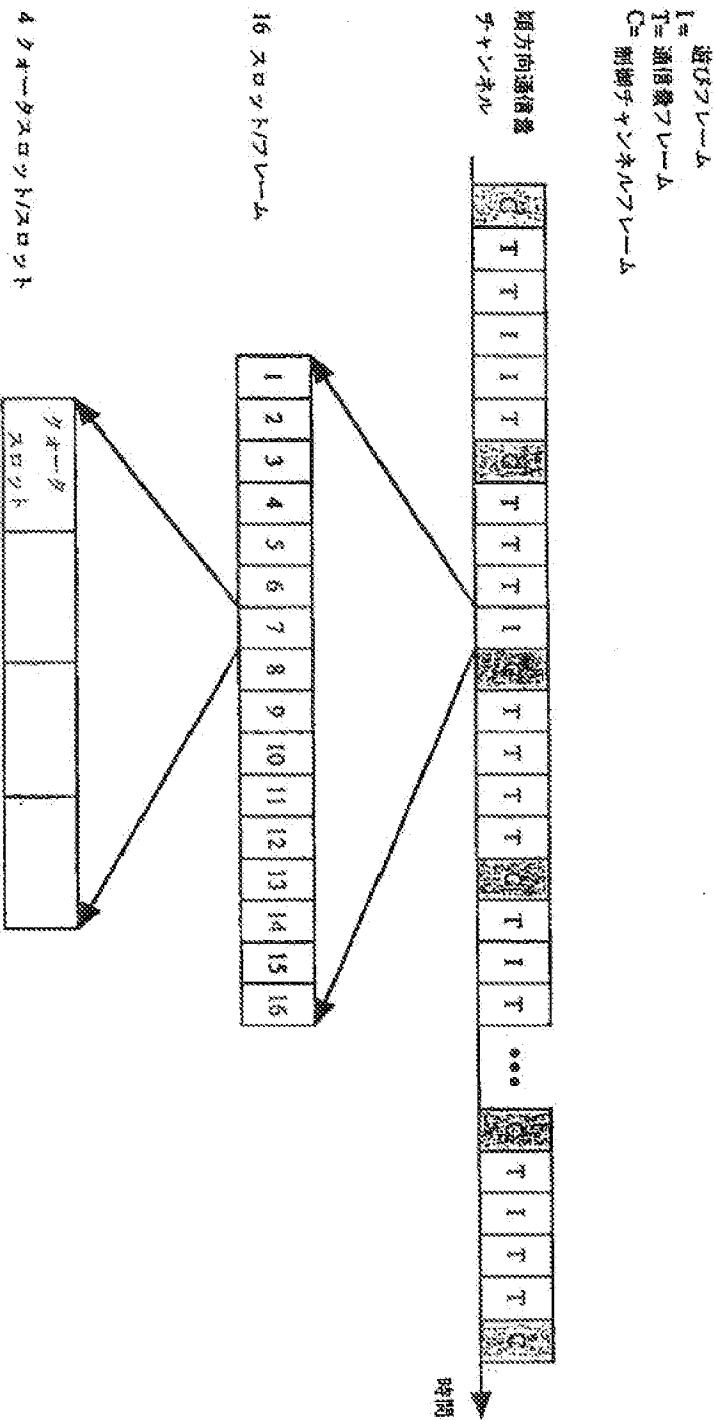 I= 遊びフレーム
T= 通信量フレーム
C= 制御チャンネルフレーム
順方向通信量
チャンネル
C T T I I T C T T T I C T T T T C T I T ••• C T I T T C
時間
16 スロット/フレーム
1 2 3 4 5 6 7 8 9 10 11 12 13 14 15 16
4 クォータスロット/スロット
クォータ
スロット